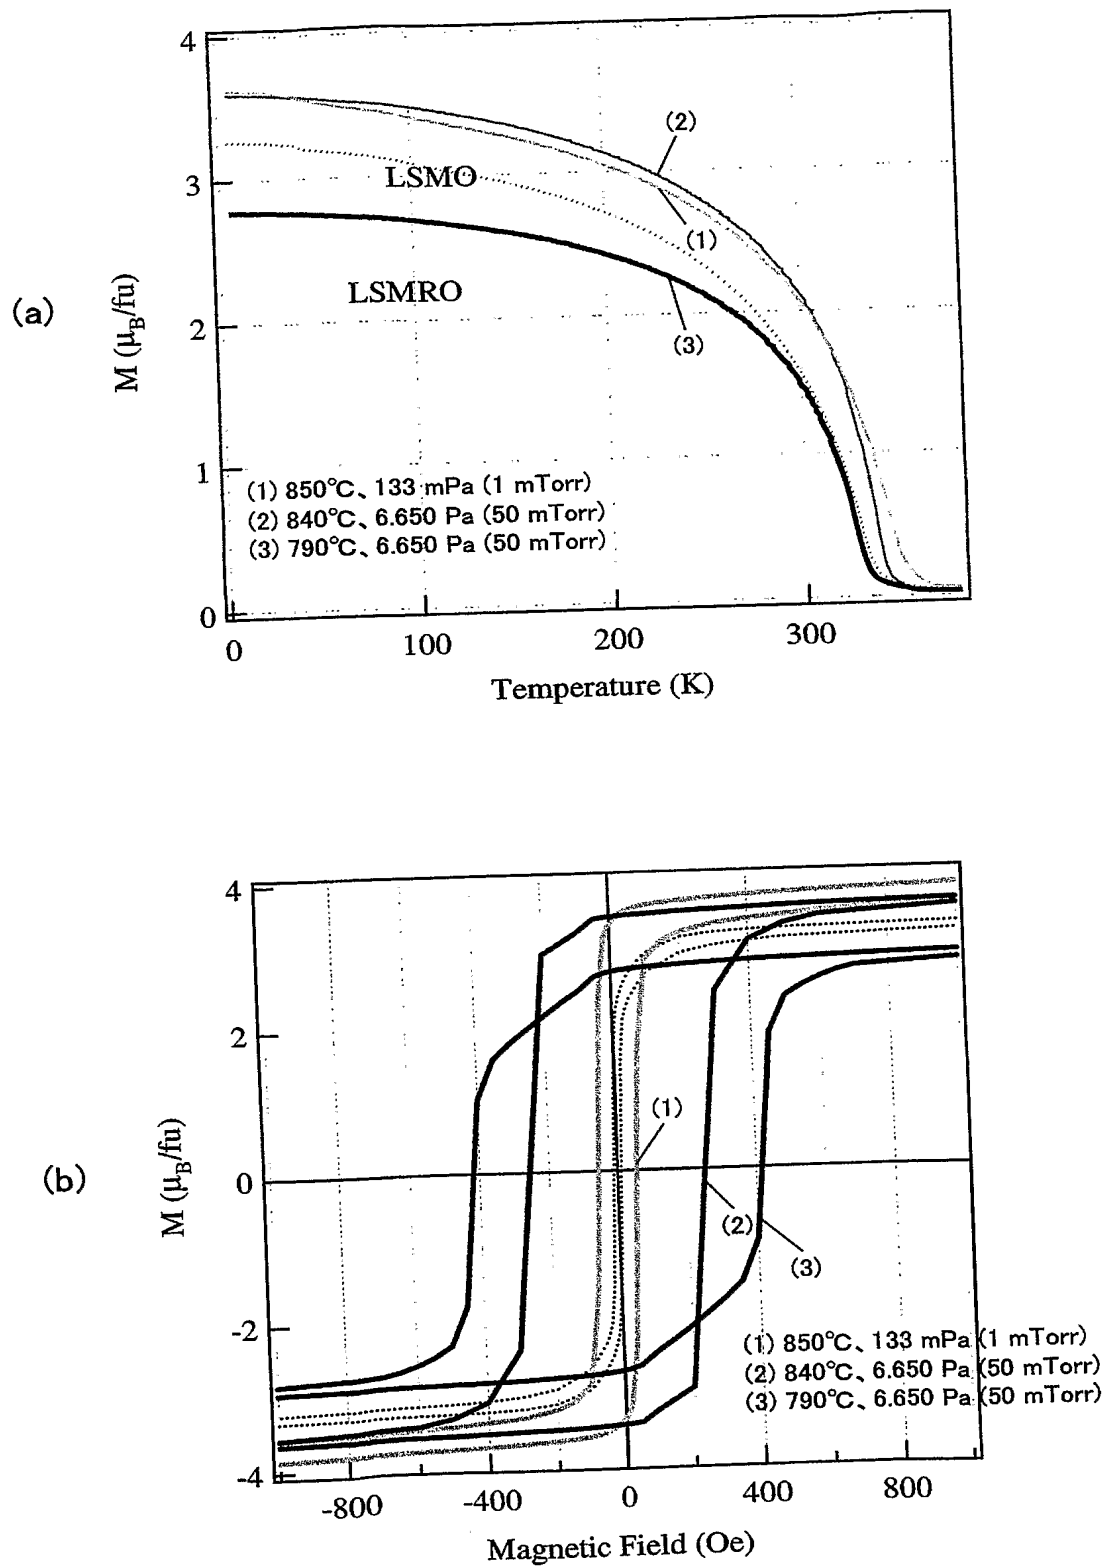 (a)
M (μB/fu)
4
3
2
1
0
LSMO
LSMRO
(2)
(1)
(3)
(1) 850℃、133 mPa (1 mTorr)
(2) 840℃、6.650 Pa (50 mTorr)
(3) 790℃、6.650 Pa (50 mTorr)
0 100 200 300
Temperature (K)
(b)
M (μB/fu)
4
2
0
-2
-4
(1)
(2)
(3)
(1) 850℃、133 mPa (1 mTorr)
(2) 840℃、6.650 Pa (50 mTorr)
(3) 790℃、6.650 Pa (50 mTorr)
-800 -400 0 400 800
Magnetic Field (Oe)